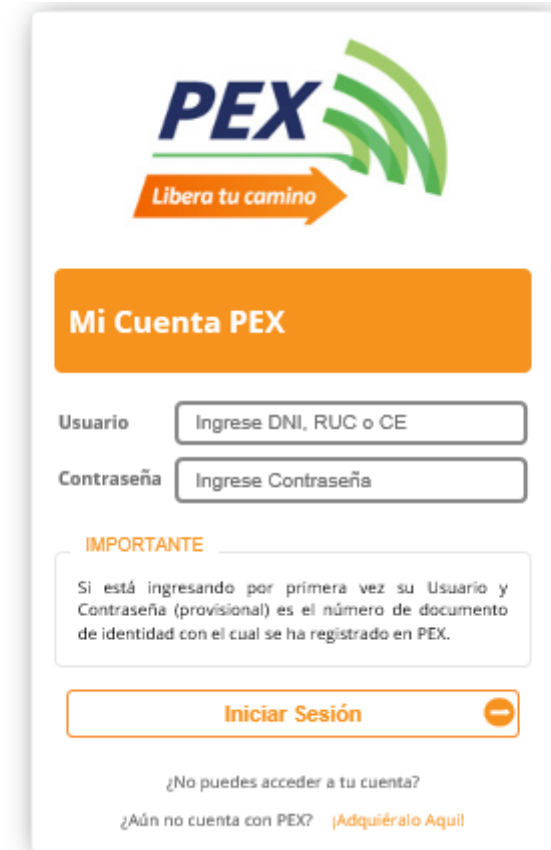 PEX
Libera tu camino
Mi Cuenta PEX
Usuario
Ingrese DNI, RUC o CE
Contraseña
Ingrese Contraseña
IMPORTANTE
Si está ingresando por primera vez su Usuario y
Contraseña (provisional) es el número de documento
de identidad con el cual se ha registrado en PEX.
Iniciar Sesión
¿No puedes acceder a tu cuenta?
¿Aún no cuenta con PEX? ¡Adquiéralo Aqui!